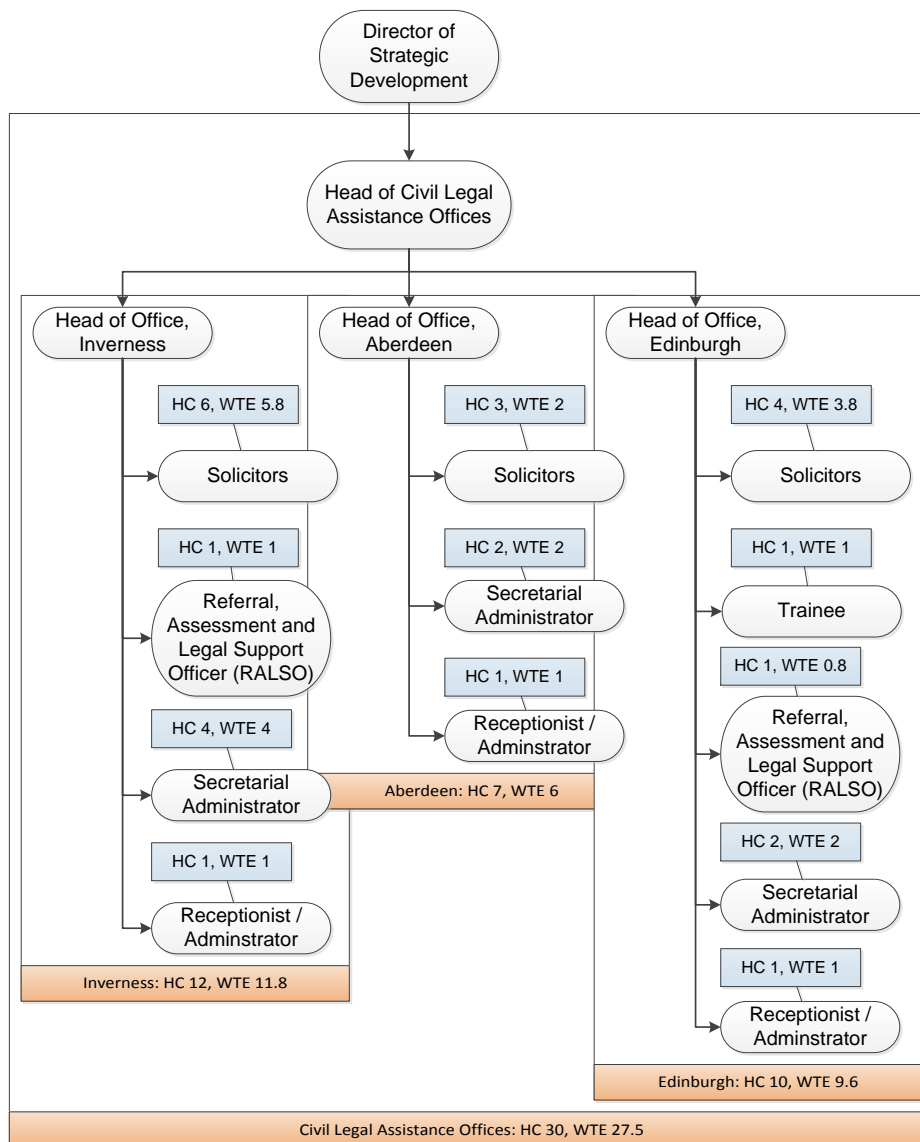 Director of
Strategic
Development
Head of Civil Legal
Assistance Offices
Head of Office,
Inverness
HC 6, WTE 5.8
Solicitors
HC 1, WTE 1
Referral,
Assessment and
Legal Support
Officer (RALSO)
HC 4, WTE 4
Secretarial
Administrator
HC 1, WTE 1
Receptionist /
Adminstrator
Inverness: HC 12, WTE 11.8
Head of Office,
Aberdeen
HC 3, WTE 2
Solicitors
HC 2, WTE 2
Secretarial
Administrator
HC 1, WTE 1
Receptionist /
Adminstrator
Aberdeen: HC 7, WTE 6
Head of Office,
Edinburgh
HC 4, WTE 3.8
Solicitors
HC 1, WTE 1
Trainee
HC 1, WTE 0.8
Referral,
Assessment and
Legal Support
Officer (RALSO)
HC 2, WTE 2
Secretarial
Administrator
HC 1, WTE 1
Receptionist /
Adminstrator
Edinburgh: HC 10, WTE 9.6
Civil Legal Assistance Offices: HC 30, WTE 27.5